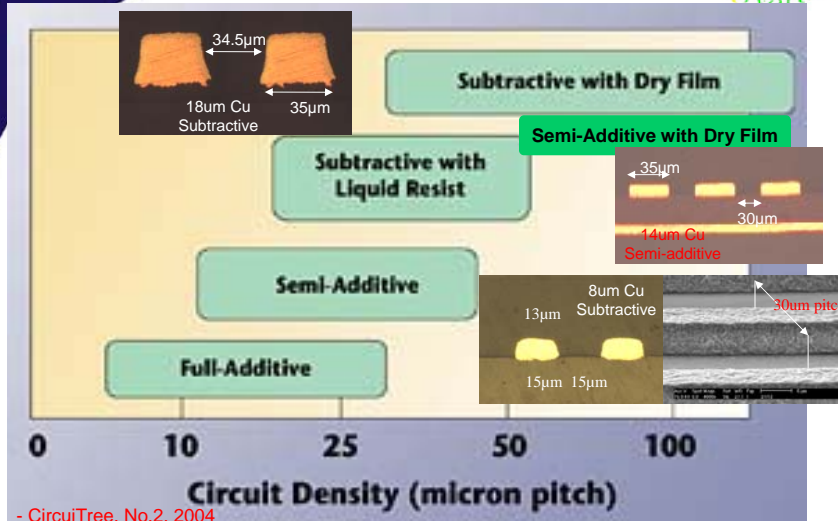 34.5µm
18um Cu
Subtractive
35µm
Subtractive with Dry Film
Semi-Additive with Dry Film
Subtractive with
Liquid Resist
35µm
30µm
14um Cu
Semi-additive
Semi-Additive
8um Cu
Subtractive
13µm
30um pitc
15µm 15µm
Full-Additive
0 10 25 50 100
Circuit Density (micron pitch)
- CircuiTree, No.2, 2004